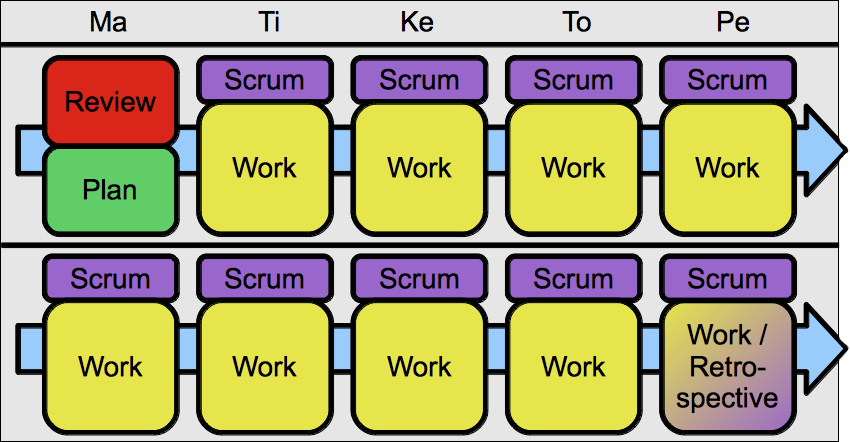 Ma Ti Ke To Pe
Review Scrum Scrum Scrum Scrum
Plan Work Work Work Work
Scrum Scrum Scrum Scrum Scrum
Work Work Work Work Work /
Retro-
spective